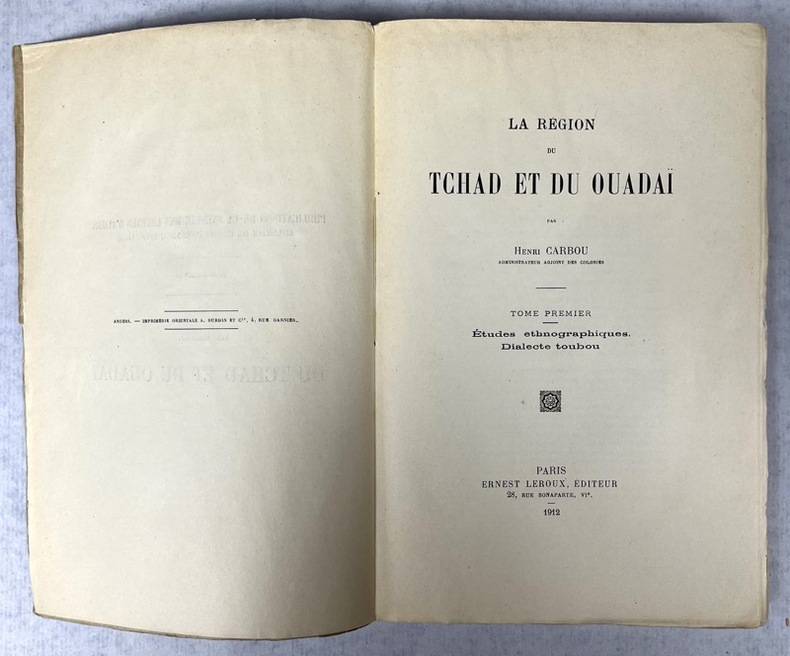 ANGERS. — IMPRIMERIE ORIENTALE A. BURDIN ET Cie, 4, RUE GARNIER.
LA RÉGION
DU
TCHAD ET DU OUADAÏ
PAR
Henri CARBOU
ADMINISTRATEUR ADJOINT DES COLONIES
TOME PREMIER
Études ethnographiques.
Dialecte toubou
PARIS
ERNEST LEROUX, ÉDITEUR
28, RUE BONAPARTE, VIe.
1912